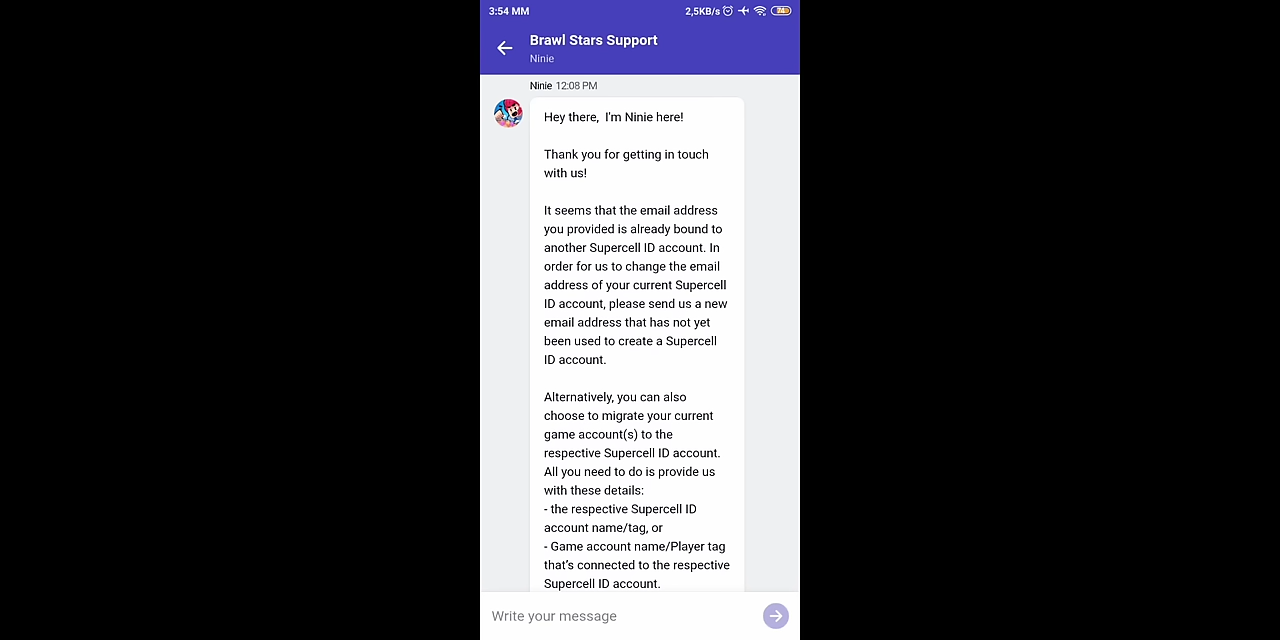 3:54 MM 2,5KB/s 74
Brawl Stars Support
Ninie
Ninie 12:08 PM
Hey there,  I'm Ninie here!
Thank you for getting in touch
with us!
It seems that the email address
you provided is already bound to
another Supercell ID account. In
order for us to change the email
address of your current Supercell
ID account, please send us a new
email address that has not yet
been used to create a Supercell
ID account.
Alternatively, you can also
choose to migrate your current
game account(s) to the
respective Supercell ID account.
All you need to do is provide us
with these details:
- the respective Supercell ID
account name/tag, or
- Game account name/Player tag
that’s connected to the respective
Supercell ID account.
Write your message